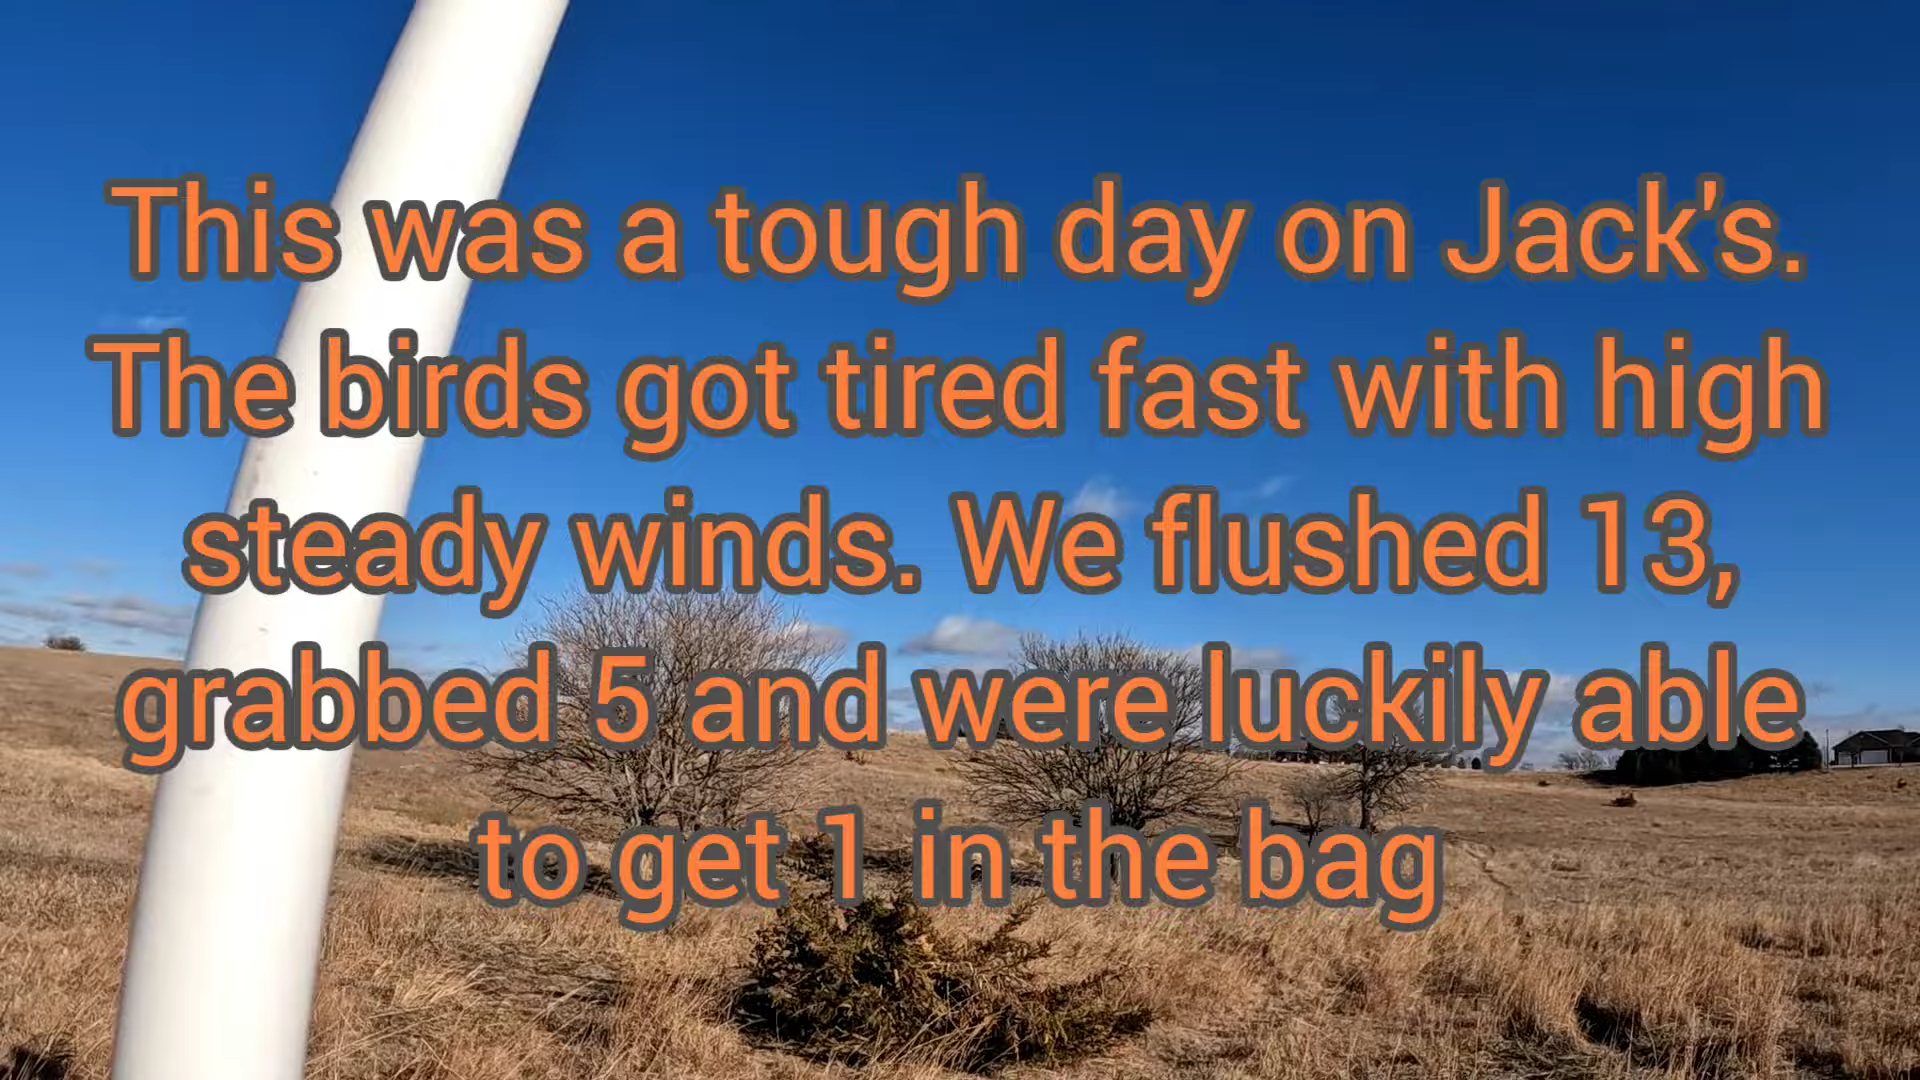 This was a tough day on Jack's.
The birds got tired fast with high
steady winds. We flushed 13,
grabbed 5 and were luckily able
to get 1 in the bag